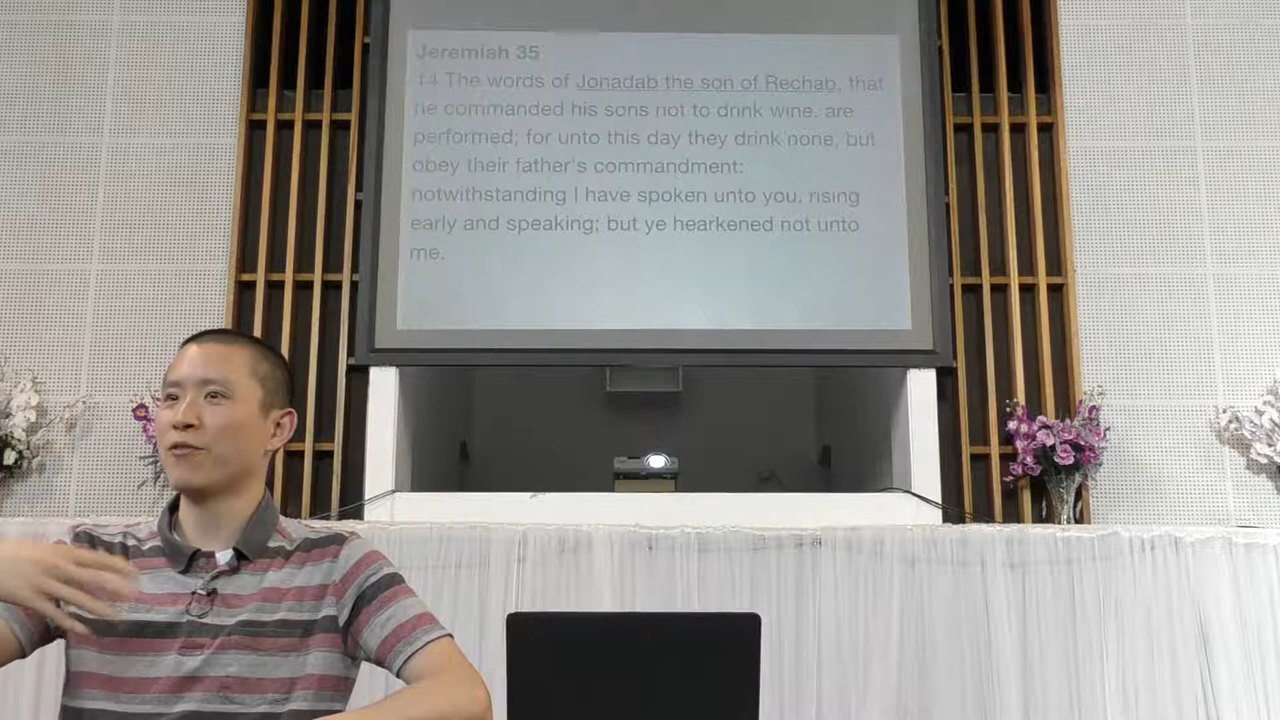 Jeremiah 35
14 The words of Jonadab the son of Rechab, that
he commanded his sons not to drink wine, are
performed; for unto this day they drink none, but
obey their father's commandment:
notwithstanding I have spoken unto you, rising
early and speaking; but ye hearkened not unto
me.